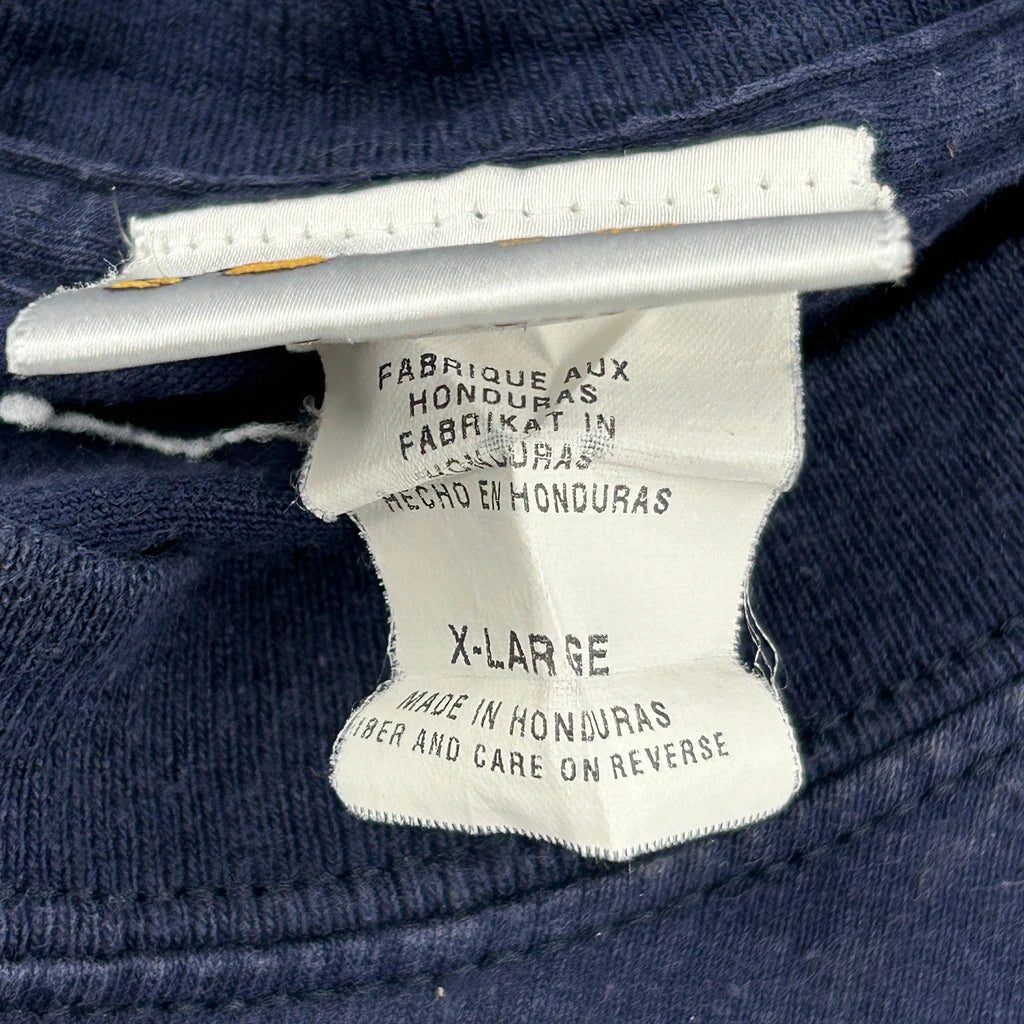 FABRIQUE AUX
HONDURAS
FABRIKAT IN
HONDURAS
HECHO EN HONDURAS
X-LARGE
MADE IN HONDURAS
FIBER AND CARE ON REVERSE